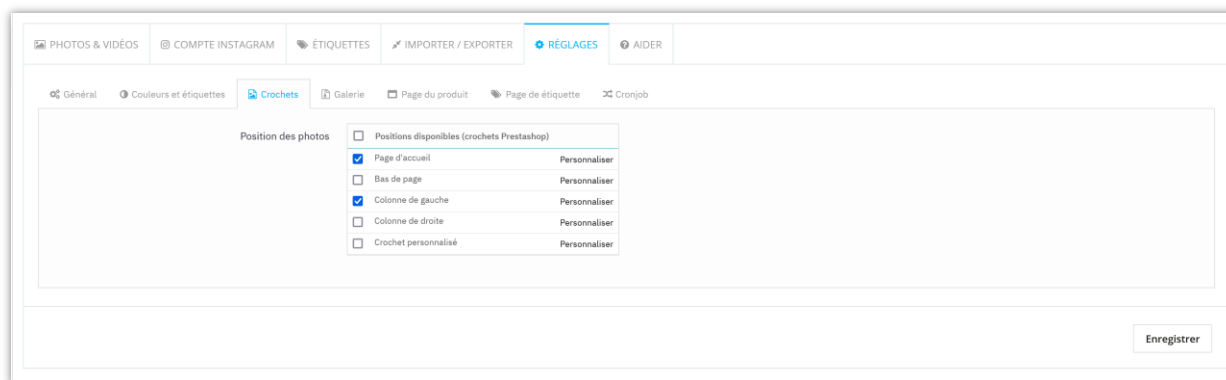 PHOTOS & VIDÉOS COMPTE INSTAGRAM ÉTIQUETTES IMPORTER / EXPORTER RÉGLAGES AIDER
Général Couleurs et étiquettes Crochets Galerie Page du produit Page de étiquette Cronjob
Position des photos Positions disponibles (crochets Prestashop)
Page d'accueil Personnaliser
Bas de page Personnaliser
Colonne de gauche Personnaliser
Colonne de droite Personnaliser
Crochet personnalisé Personnaliser
Enregistrer